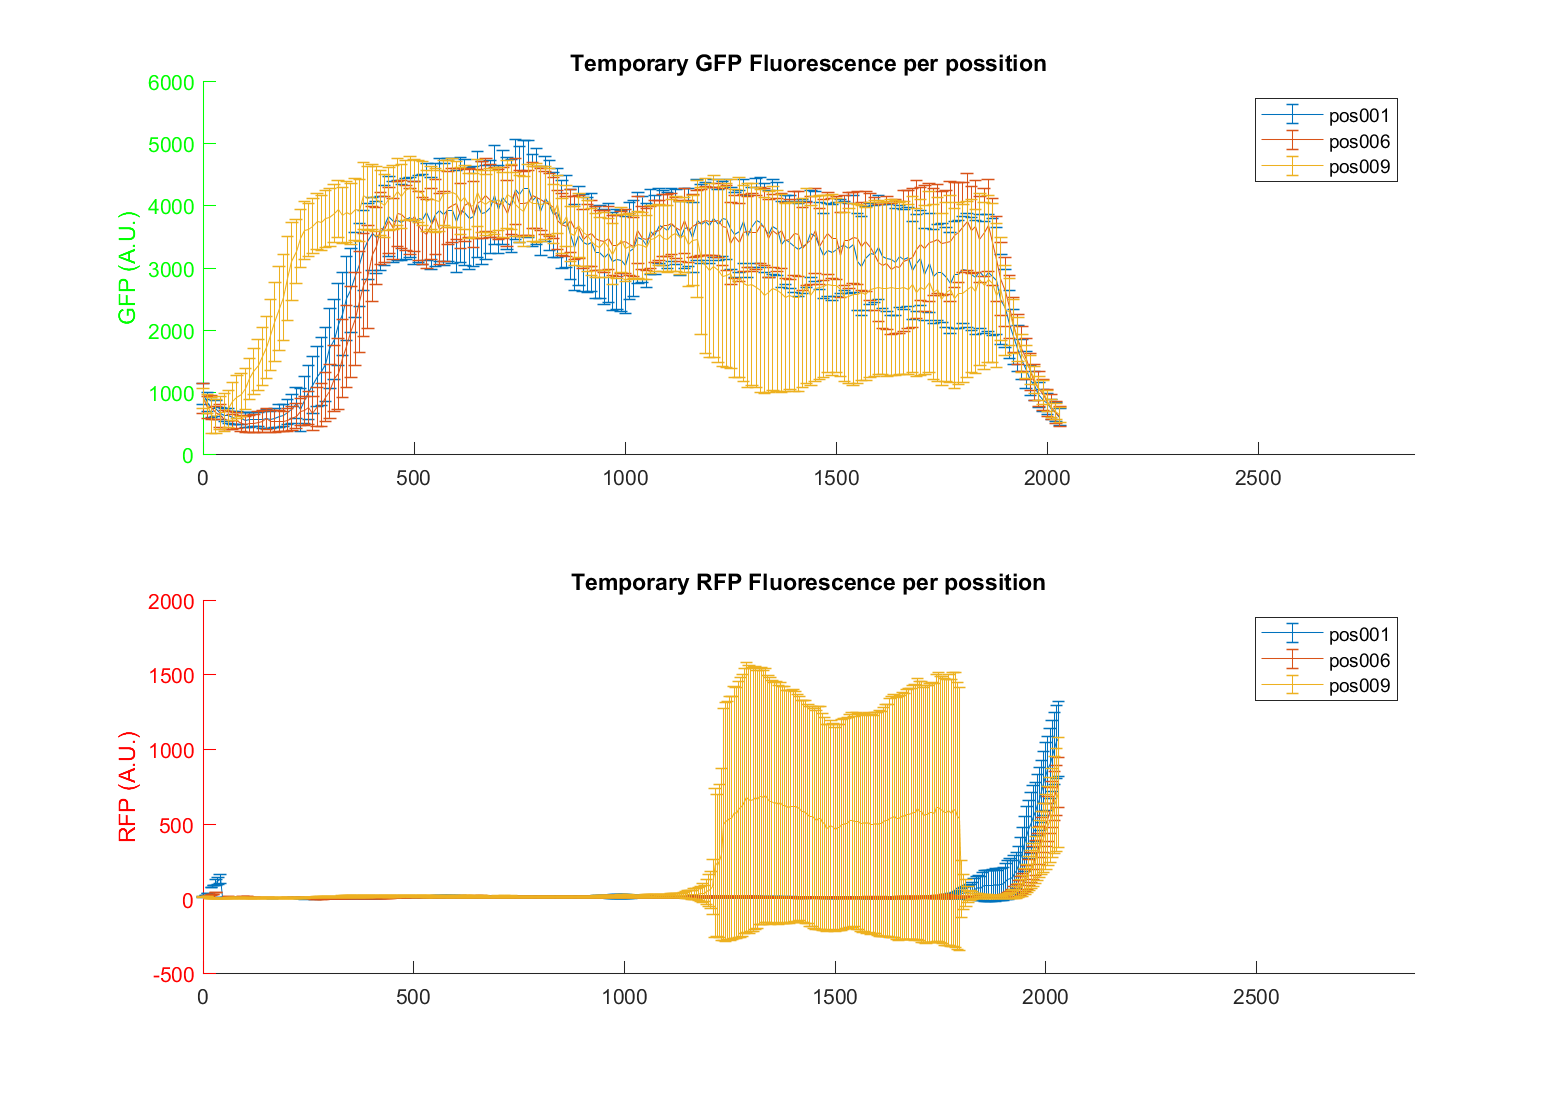 Temporary GFP Fluorescence per possition
6000
5000
4000
3000
2000
1000
0
GFP (A.U.)
0 500 1000 1500 2000 2500
pos001
pos006
pos009
Temporary RFP Fluorescence per possition
2000
1500
1000
500
0
-500
RFP (A.U.)
0 500 1000 1500 2000 2500
pos001
pos006
pos009